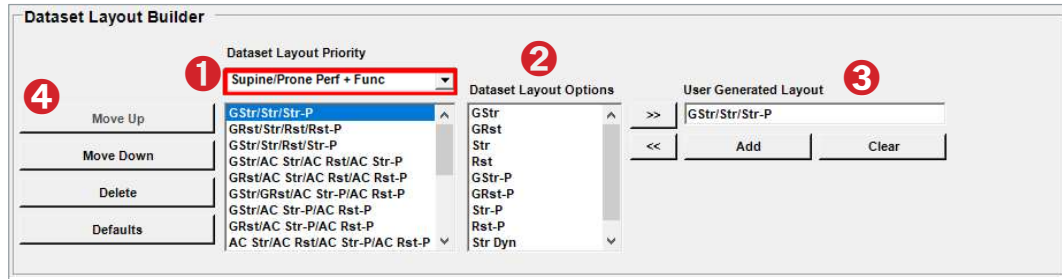 Dataset Layout Builder
Dataset Layout Priority
1
2
3
4
Supine/Prone Perf + Func
Dataset Layout Options
User Generated Layout
Move Up
Move Down
Delete
Defaults
GStr/Str/Str-P
GRst/Str/Rst/Rst-P
GStr/Str/Rst/Str-P
GStr/AC Str/AC Rst/AC Str-P
GRst/AC Str/AC Rst/AC Rst-P
GStr/GRst/AC Str-P/AC Rst-P
GStr/AC Str-P/AC Rst-P
GRst/AC Str-P/AC Rst-P
AC Str/AC Rst/AC Str-P/AC Rst-P
GStr
GRst
Str
Rst
GStr-P
GRst-P
Str-P
Rst-P
Str Dyn
>>
<<
GStr/Str/Str-P
Add
Clear